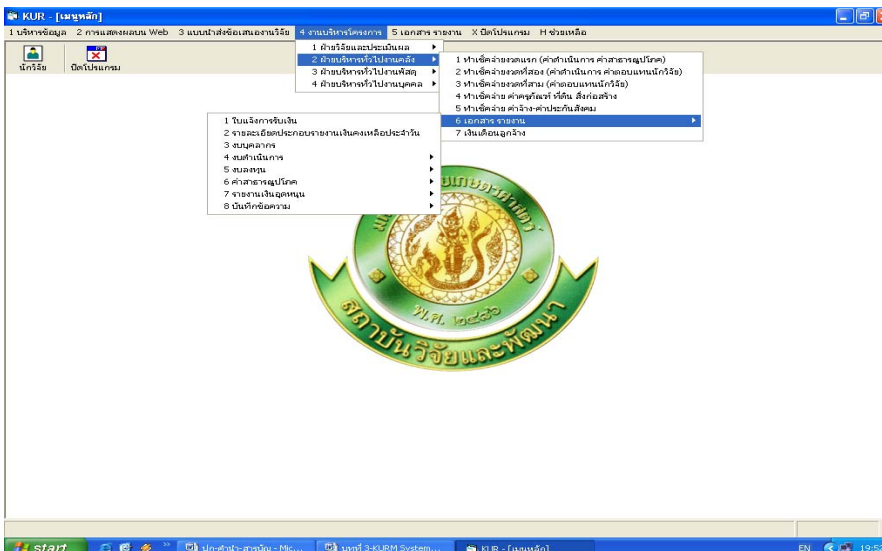 KUR - [เมนูหลัก]
1 บริหารข้อมูล 2 การแสดงผลบน Web 3 แบบนำส่งข้อเสนองานวิจัย 4 งานบริหารโครงการ 5 เอกสาร รายงาน X ปิดโปรแกรม H ช่วยเหลือ
นักวิจัย ปิดโปรแกรม
1 ฝ่ายวิจัยและประเมินผล
2 ฝ่ายบริหารทั่วไปงานคลัง
3 ฝ่ายบริหารทั่วไปงานพัสดุ
4 ฝ่ายบริหารทั่วไปงานบุคคล
1 ทำเช็คจ่ายงวดแรก (ค่าดำเนินการ ค่าสาธารณูปโภค)
2 ทำเช็คจ่ายงวดที่สอง (ค่าดำเนินการ ค่าตอบแทนนักวิจัย)
3 ทำเช็คจ่ายงวดที่สาม (ค่าตอบแทนนักวิจัย)
4 ทำเช็คจ่าย ค่าครุภัณฑ์ ที่ดิน สิ่งก่อสร้าง
5 ทำเช็คจ่าย ค่าจ้าง-ค่าประกันสังคม
6 เอกสาร รายงาน
7 เงินเดือนลูกจ้าง
1 ใบแจ้งการรับเงิน
2 รายละเอียดประกอบรายงานเงินคงเหลือประจำวัน
3 งบบุคลากร
4 งบดำเนินการ
5 งบลงทุน
6 ค่าสาธารณูปโภค
7 รายงานเงินอุดหนุน
8 บันทึกข้อความ
พ.ศ. ๒๔๘๖
สถาบันวิจัยและพัฒนา
start ปก-คำนำ-สารบัญ - Mic... บทที่ 3-KURM System... KUR - [เมนูหลัก] EN